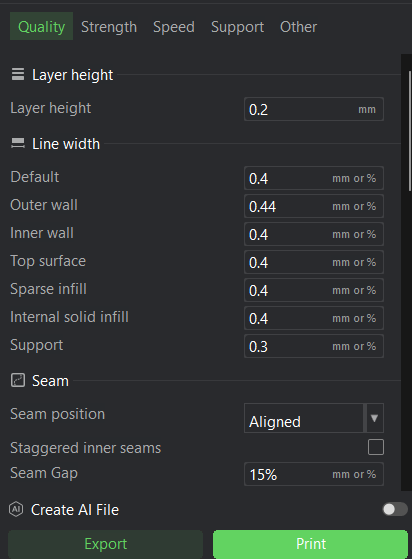 Quality Strength Speed Support Other
Layer height
Layer height 0.2 mm
Line width
Default 0.4 mm or %
Outer wall 0.44 mm or %
Inner wall 0.4 mm or %
Top surface 0.4 mm or %
Sparse infill 0.4 mm or %
Internal solid infill 0.4 mm or %
Support 0.3 mm or %
Seam
Seam position Aligned
Staggered inner seams
Seam Gap 15% mm or %
AI Create AI File
Export Print